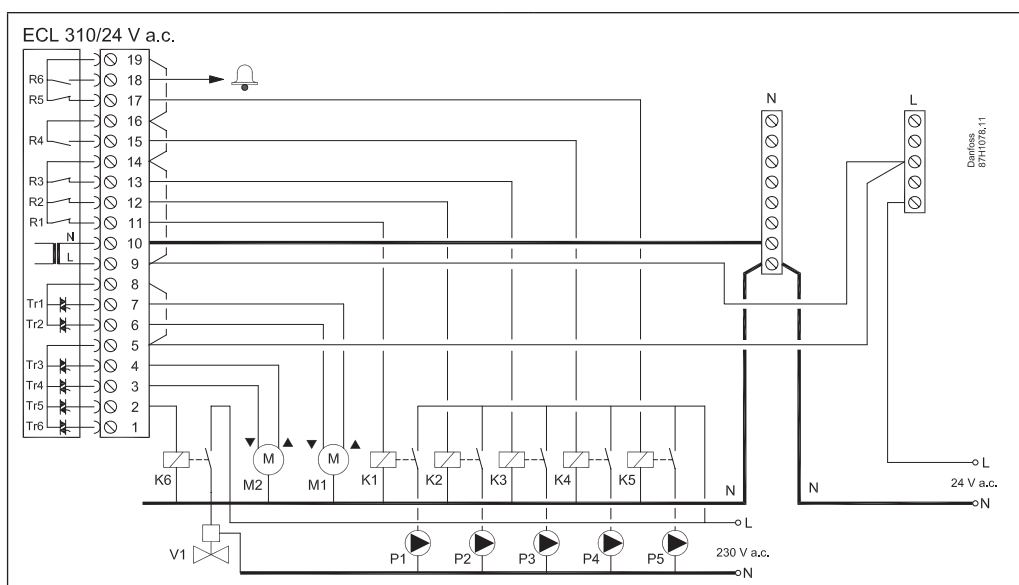 ECL 310/24 V a.c.
19
R6 18
R5 17
16
R4 15
14
R3 13
R2 12
R1 11
N 10
L 9
8
Tr1 7
Tr2 6
5
Tr3 4
Tr4 3
Tr5 2
Tr6 1
N
L
Danfoss
87H1078.11
K6
M
M2
M
M1
K1
K2
K3
K4
K5
N
N
L
24 V a.c.
N
V1
P1
P2
P3
P4
P5
L
230 V a.c.
N